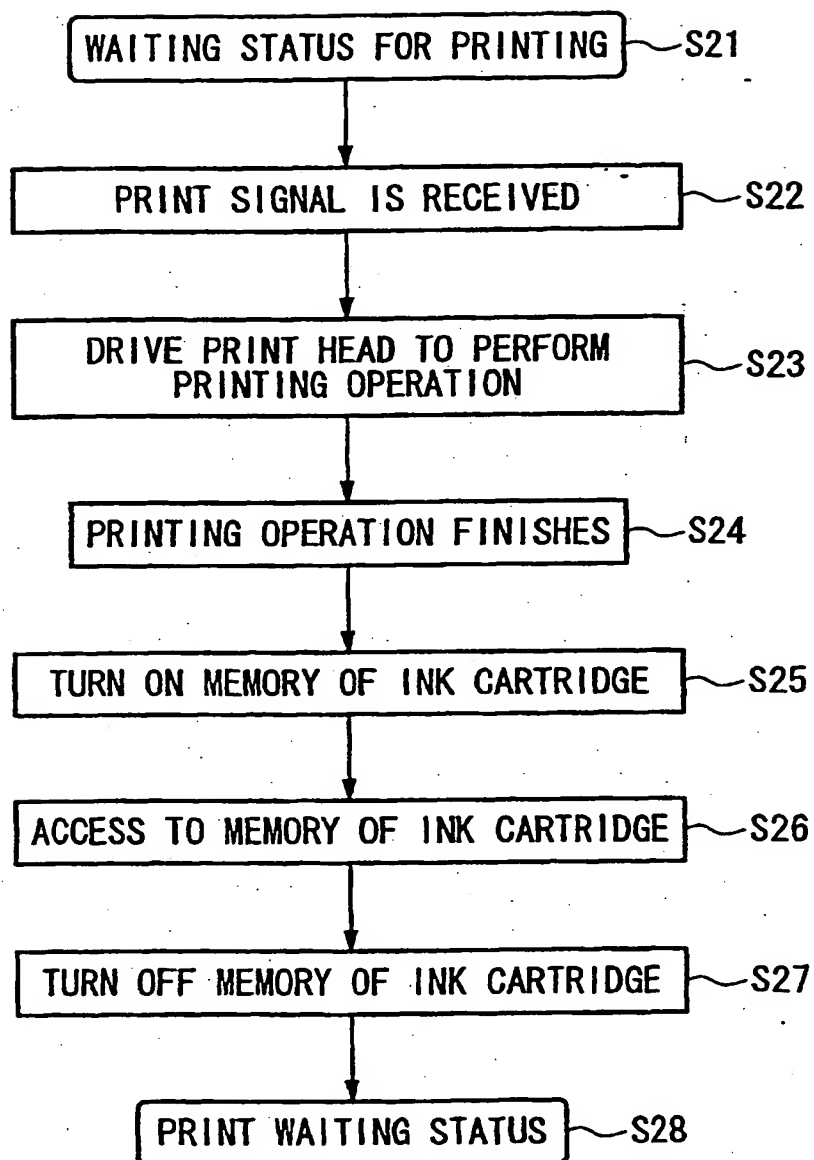 WAITING STATUS FOR PRINTING S21
PRINT SIGNAL IS RECEIVED S22
DRIVE PRINT HEAD TO PERFORM
PRINTING OPERATION S23
PRINTING OPERATION FINISHES S24
TURN ON MEMORY OF INK CARTRIDGE S25
ACCESS TO MEMORY OF INK CARTRIDGE S26
TURN OFF MEMORY OF INK CARTRIDGE S27
PRINT WAITING STATUS S28